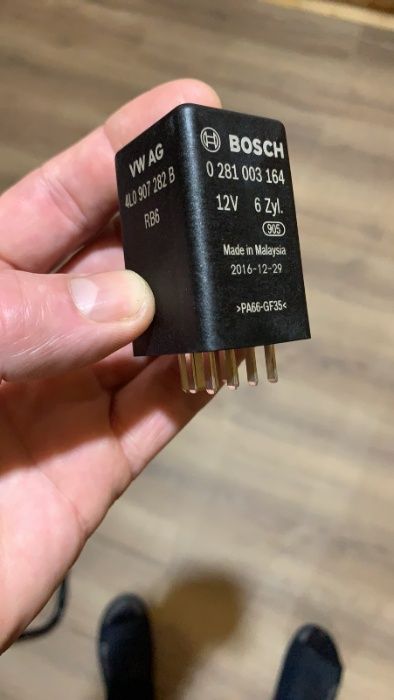 VW AG
4L0 907 282 B
RB6
BOSCH
0 281 003 164
12V 6 Zyl.
905
Made in Malaysia
2016-12-29
>PA66-GF35<